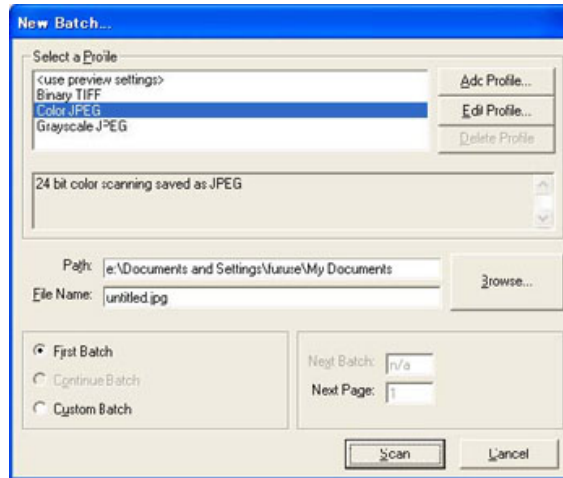 New Batch...
Select a Profile
<use preview settings>
Binary TIFF
Color JPEG
Grayscale JPEG
Add Profile...
Edit Profile...
Delete Profile
24 bit color scanning saved as JPEG
Path: e:\Documents and Settings\furuse\My Documents
File Name: untitled.jpg
Browse...
First Batch
Continue Batch
Custom Batch
Next Batch: n/a
Next Page: 1
Scan
Cancel